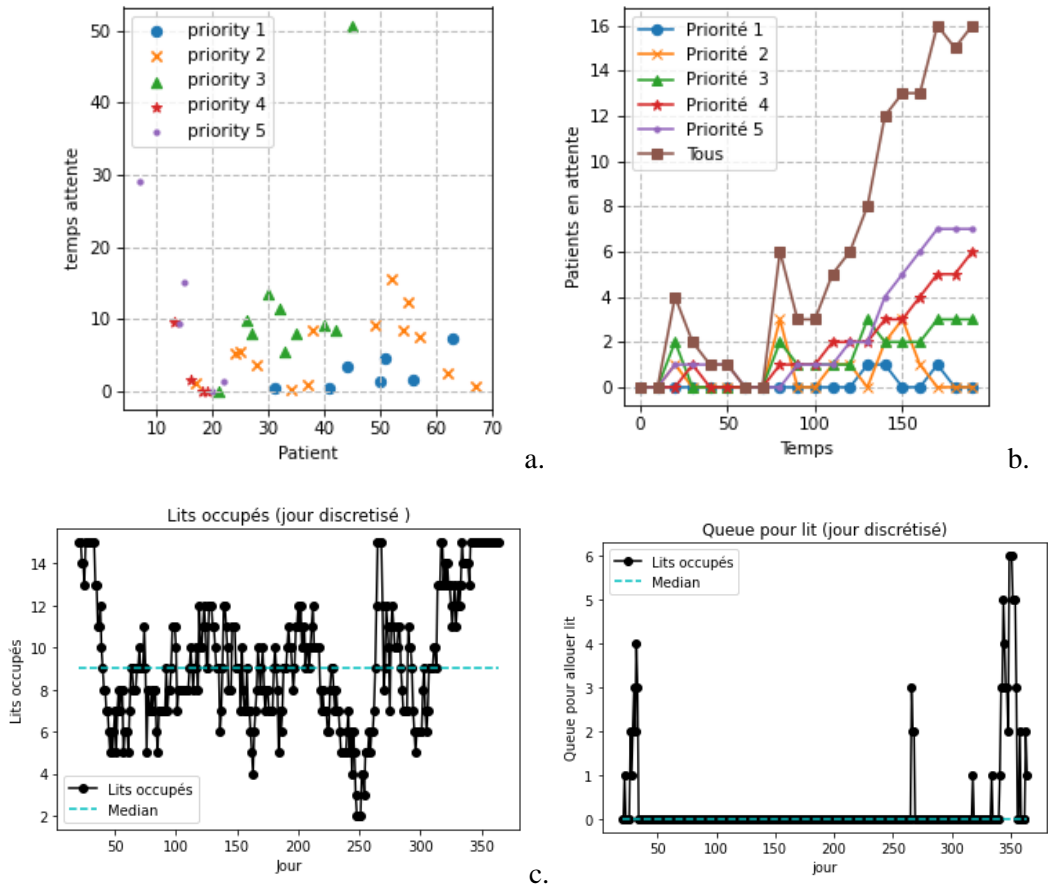 50
40
30
20
10
0
temps attente
priority 1
priority 2
priority 3
priority 4
priority 5
10 20 30 40 50 60 70
Patient
a.
16
14
12
10
8
6
4
2
0
Patients en attente
Priorité 1
Priorité 2
Priorité 3
Priorité 4
Priorité 5
Tous
0 50 100 150
Temps
b.
Lits occupés (jour discretisé )
14
12
10
8
6
4
2
Lits occupés
Lits occupés
Median
50 100 150 200 250 300 350
Jour
c.
Queue pour lit (jour discrétisé)
6
5
4
3
2
1
0
Queue pour allouer lit
Lits occupés
Median
50 100 150 200 250 300 350
jour